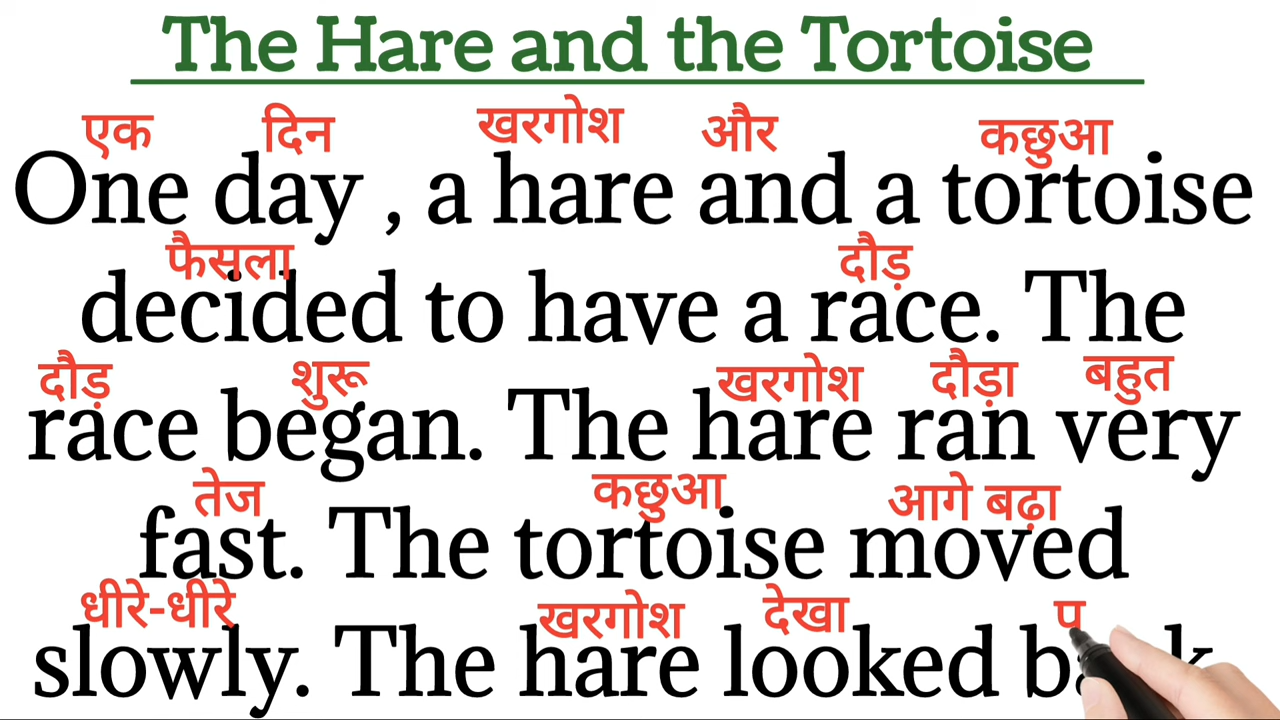 The Hare and the Tortoise
एक दिन खरगोश और कछुआ
One day , a hare and a tortoise
फैसला दौड़
decided to have a race. The
दौड़ शुरू खरगोश दौड़ा बहुत
race began. The hare ran very
तेज कछुआ आगे बढ़ा
fast. The tortoise moved
धीरे-धीरे खरगोश देखा प
slowly. The hare looked back